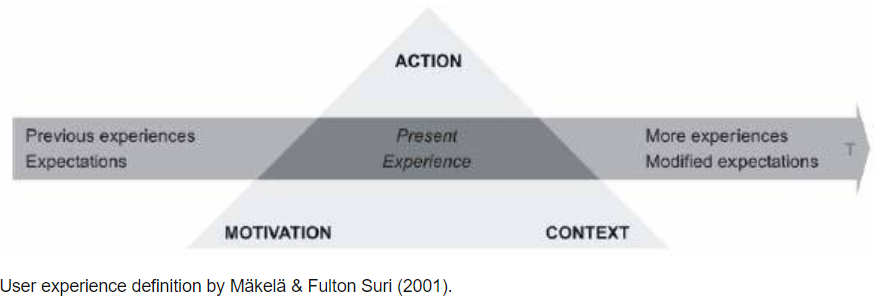 ACTION
Previous experiences
Expectations
Present
Experience
More experiences
Modified expectations
T
MOTIVATION
CONTEXT
User experience definition by Mäkelä & Fulton Suri (2001).